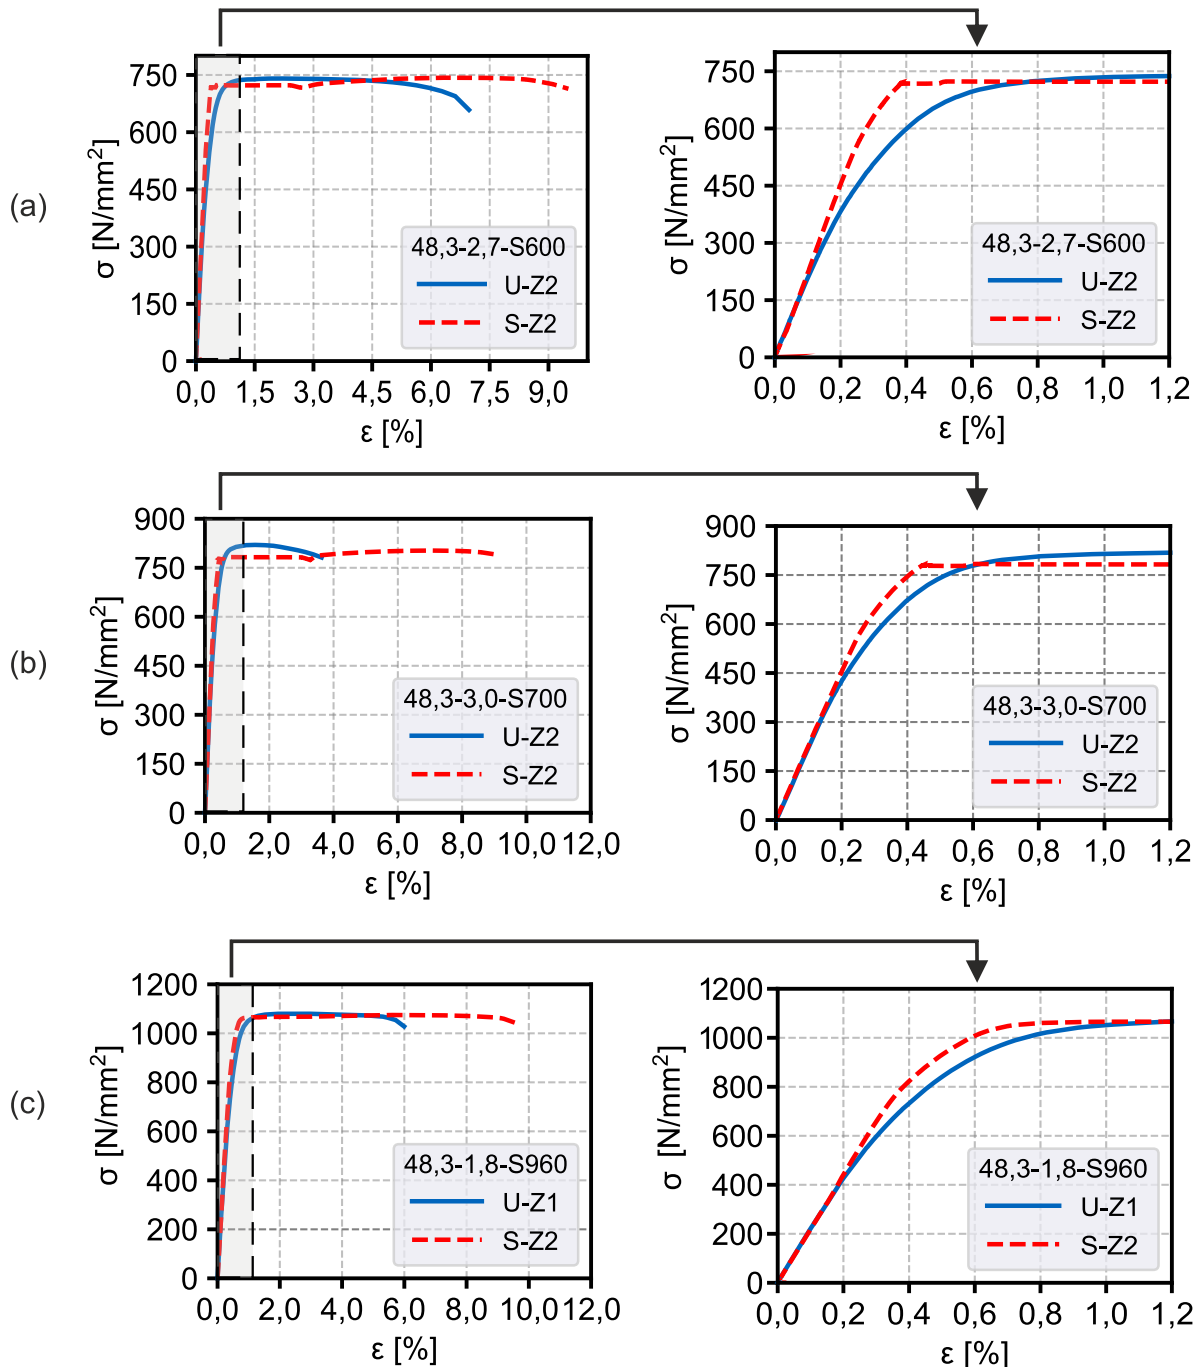 (a)
σ [N/mm²]
750
600
450
300
150
0
0,0 1,5 3,0 4,5 6,0 7,5 9,0
ε [%]
48,3-2,7-S600
U-Z2
S-Z2
σ [N/mm²]
750
600
450
300
150
0
0,0 0,2 0,4 0,6 0,8 1,0 1,2
ε [%]
48,3-2,7-S600
U-Z2
S-Z2
(b)
σ [N/mm²]
900
750
600
450
300
150
0
0,0 2,0 4,0 6,0 8,0 10,0 12,0
ε [%]
48,3-3,0-S700
U-Z2
S-Z2
σ [N/mm²]
900
750
600
450
300
150
0
0,0 0,2 0,4 0,6 0,8 1,0 1,2
ε [%]
48,3-3,0-S700
U-Z2
S-Z2
(c)
σ [N/mm²]
1200
1000
800
600
400
200
0
0,0 2,0 4,0 6,0 8,0 10,0 12,0
ε [%]
48,3-1,8-S960
U-Z1
S-Z2
σ [N/mm²]
1200
1000
800
600
400
200
0
0,0 0,2 0,4 0,6 0,8 1,0 1,2
ε [%]
48,3-1,8-S960
U-Z1
S-Z2